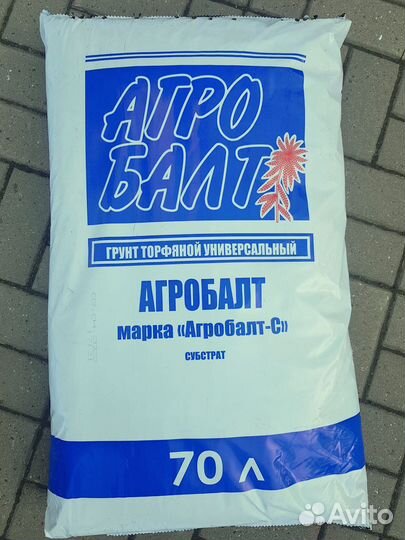 АГРО
БАЛТ
ГРУНТ ТОРФЯНОЙ УНИВЕРСАЛЬНЫЙ
АГРОБАЛТ
марка «Агробалт-С»
СУБСТРАТ
70 л
Avito